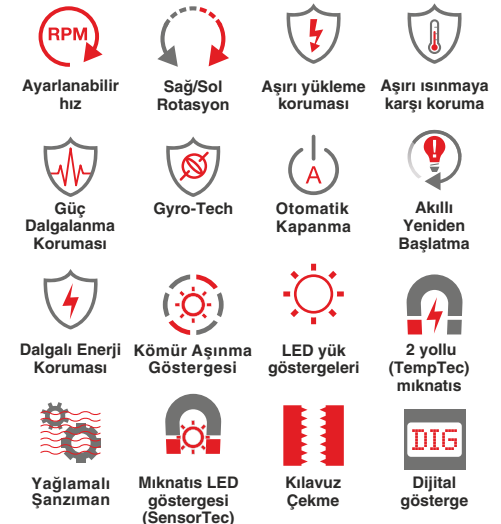 RPM
Ayarlanabilir
hız
Sağ/Sol
Rotasyon
Aşırı yükleme
koruması
Aşırı ısınmaya
karşı koruma
Güç
Dalgalanma
Koruması
Gyro-Tech
A
Otomatik
Kapanma
Akıllı
Yeniden
Başlatma
Dalgalı Enerji
Koruması
Kömür Aşınma
Göstergesi
LED yük
göstergeleri
2 yollu
(TempTec)
mıknatıs
Yağlamalı
Şanzıman
Mıknatıs LED
göstergesi
(SensorTec)
Kılavuz
Çekme
DIG
Dijital
gösterge